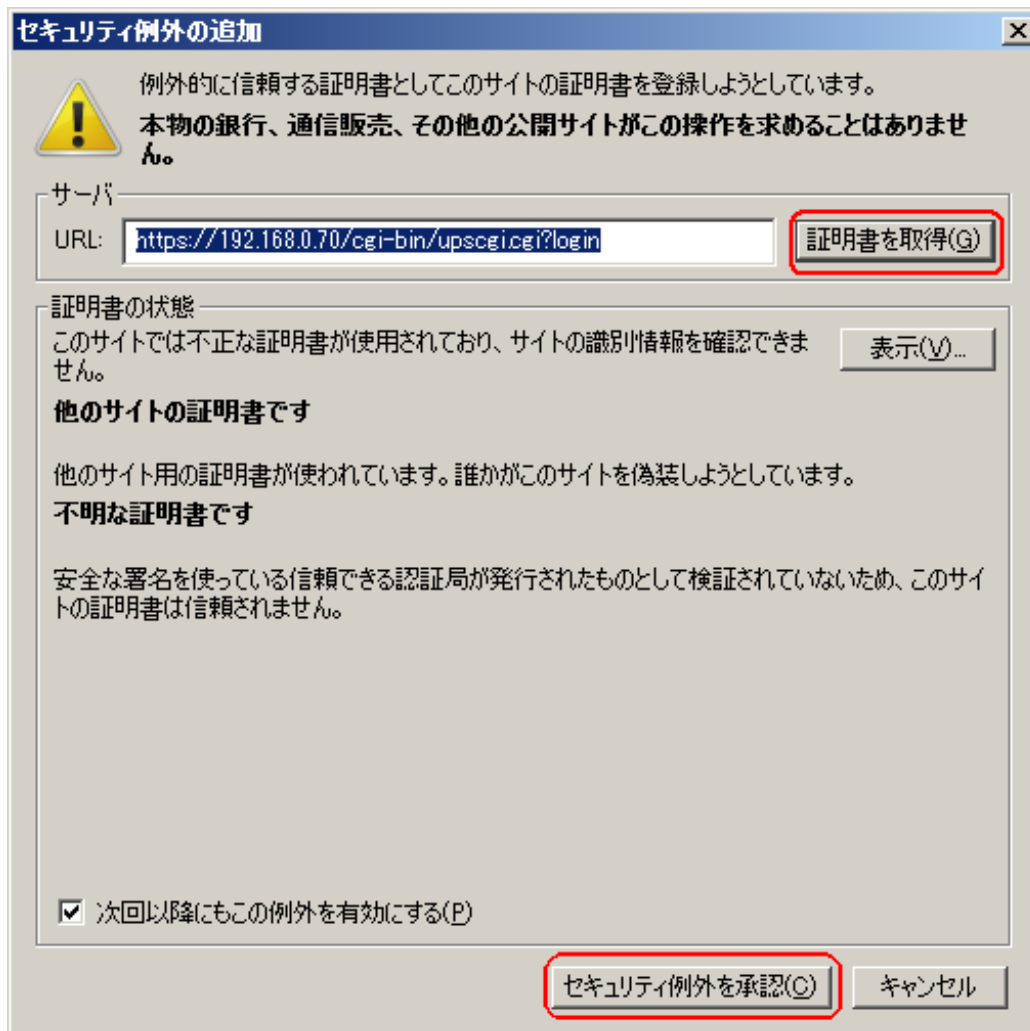 セキュリティ例外の追加
例外的に信頼する証明書としてこのサイトの証明書を登録しようとしています。
本物の銀行、通信販売、その他の公開サイトがこの操作を求めることはありませ
ん。
サーバ
URL: https://192.168.0.70/cgi-bin/upscgi.cgi?login 証明書を取得(G)
証明書の状態
このサイトでは不正な証明書が使用されており、サイトの識別情報を確認できま
せん。
表示(V)...
他のサイトの証明書です
他のサイト用の証明書が使われています。誰かがこのサイトを偽装しようとしています。
不明な証明書です
安全な署名を使っている信頼できる認証局が発行されたものとして検証されていないため、このサイ
トの証明書は信頼されません。
次回以降にもこの例外を有効にする(P)
セキュリティ例外を承認(C) キャンセル